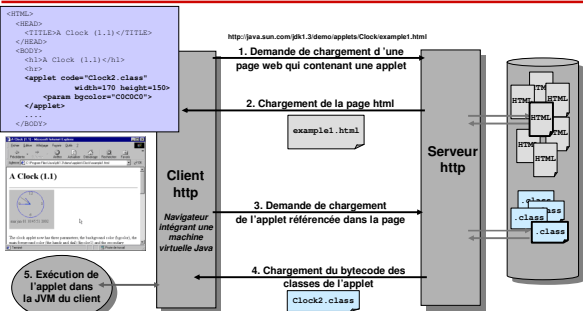 <HTML>
<HEAD>
<TITLE>A Clock (1.1)</TITLE>
</HEAD>
<BODY>
<h1>A Clock (1.1)</h1>
<hr>
<applet code="Clock2.class"
width=170 height=150>
<param bgcolor="C0C0C0">
</applet>
....
</BODY>
http://java.sun.com/jdk1.3/demo/applets/Clock/example1.html
1. Demande de chargement d 'une
page web qui contenant une applet
2. Chargement de la page html
example1.html
Client
http
Navigateur
intégrant une
machine
virtuelle Java
Serveur
http
3. Demande de chargement
de l'applet référencée dans la page
4. Chargement du bytecode des
classes de l'applet
Clock2.class
5. Exécution de
l'applet dans
la JVM du client
A Clock (1.1)
HTML
HTML
HTML
HTML
HTML
.class
.class
.class